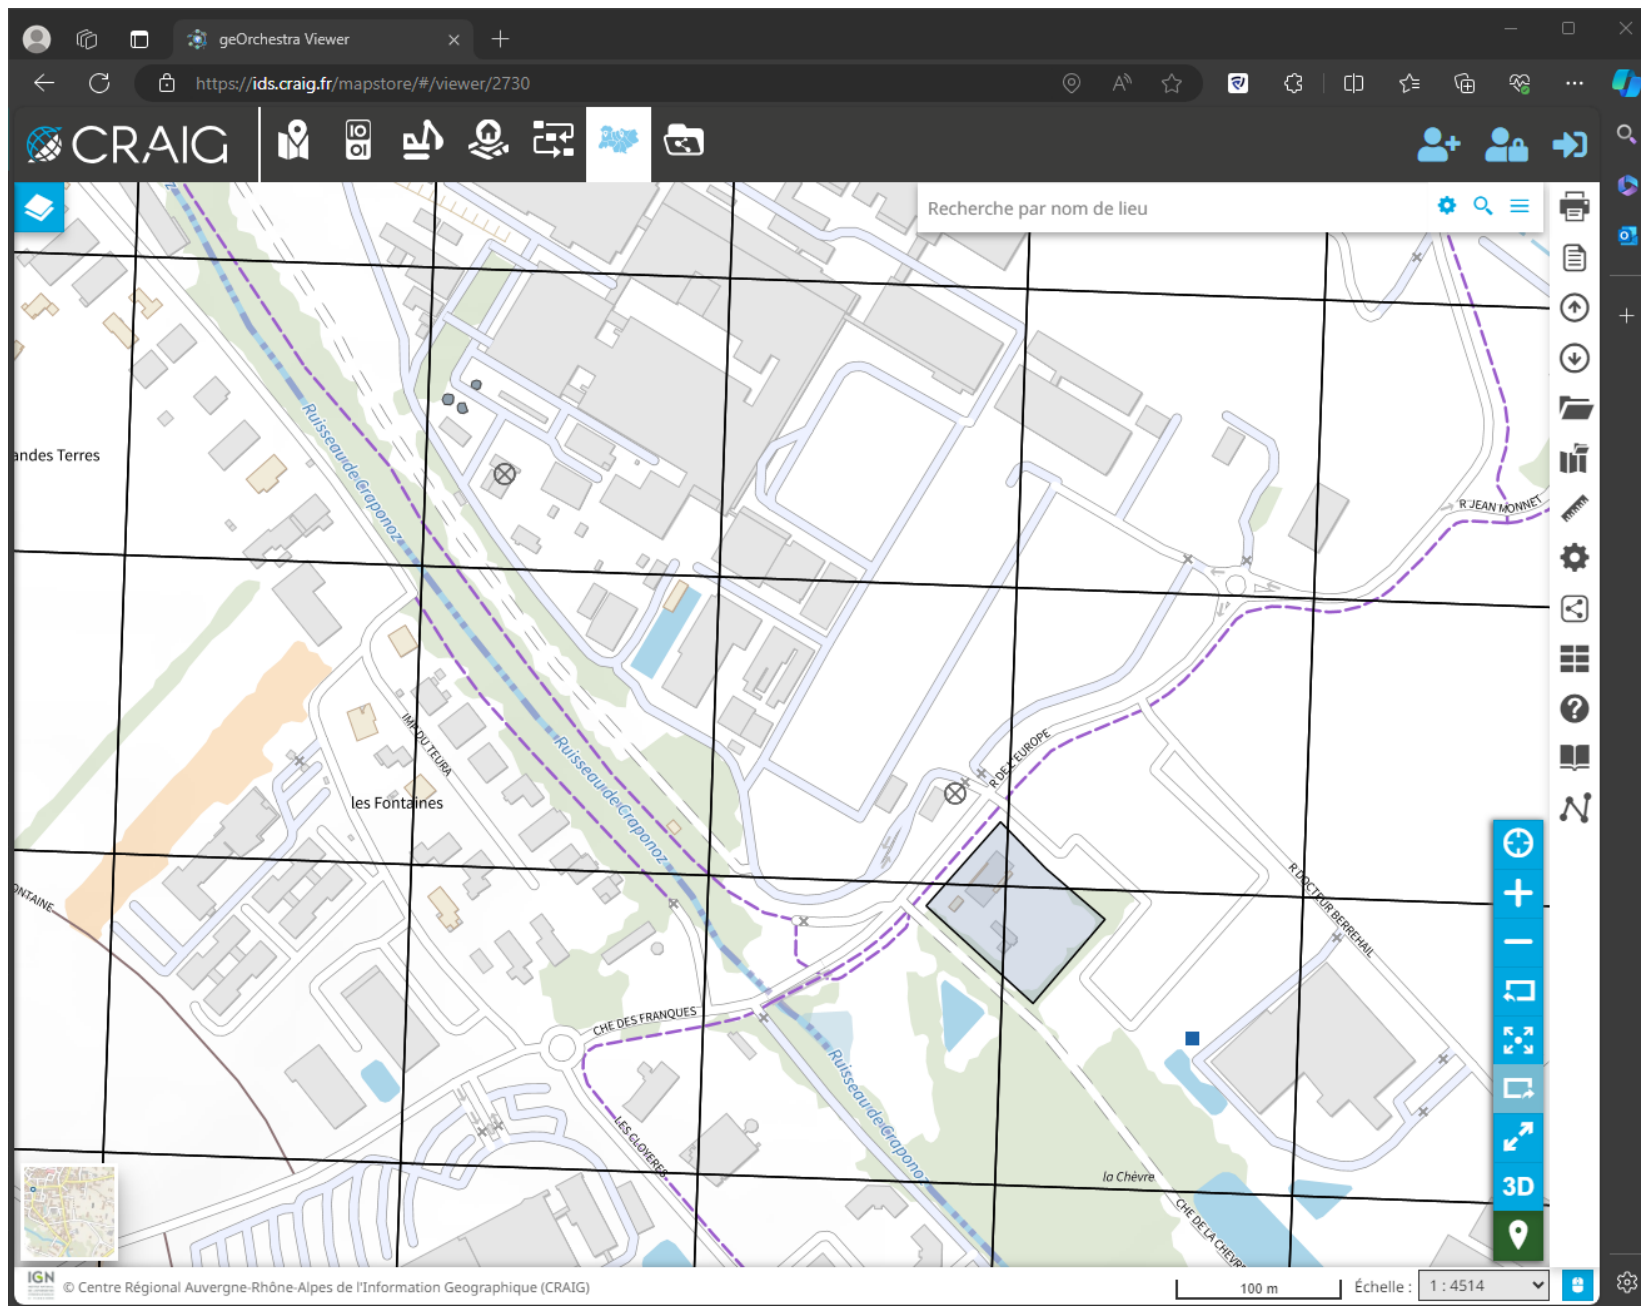 geOrchestra Viewer
https://ids.craig.fr/mapstore/#/viewer/2730
CRAIG
Recherche par nom de lieu
Ruisseau de Craponoz
andes Terres
R JEAN MONNET
IMP DU TEURA
R DE L'EUROPE
Ruisseau de Craponoz
les Fontaines
R DOCTEUR BERREHAIL
ONTAINE
CHE DES FRANQUES
Ruisseau de Craponoz
LES CLOYERES
la Chèvre
CHE DE LA CHEVRE
3D
IGN
© Centre Régional Auvergne-Rhône-Alpes de l'Information Geographique (CRAIG)
100 m
Échelle :
1 : 4514